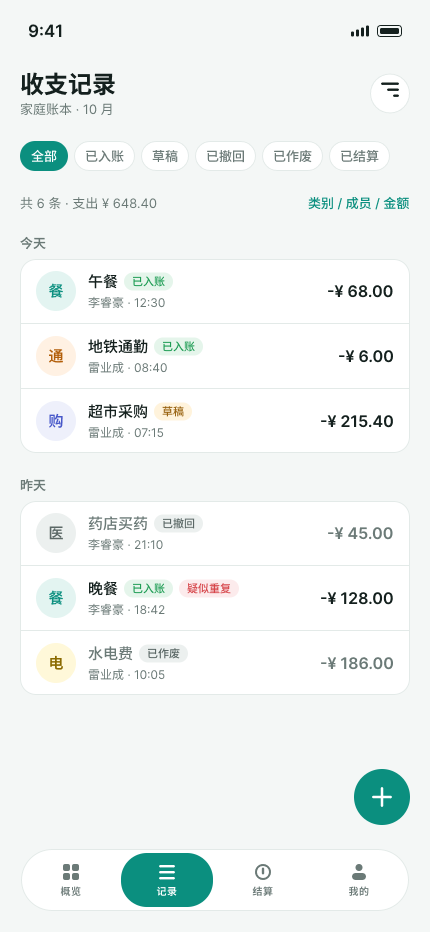 9:41
收支记录
家庭账本 · 10 月
全部 已入账 草稿 已撤回 已作废 已结算
共 6 条 · 支出 ¥ 648.40 类别 / 成员 / 金额
今天
餐 午餐 已入账 -¥ 68.00
李睿豪 · 12:30
通 地铁通勤 已入账 -¥ 6.00
雷业成 · 08:40
购 超市采购 草稿 -¥ 215.40
雷业成 · 07:15
昨天
医 药店买药 已撤回 -¥ 45.00
李睿豪 · 21:10
餐 晚餐 已入账 疑似重复 -¥ 128.00
李睿豪 · 18:42
电 水电费 已作废 -¥ 186.00
雷业成 · 10:05
概览 记录 结算 我的